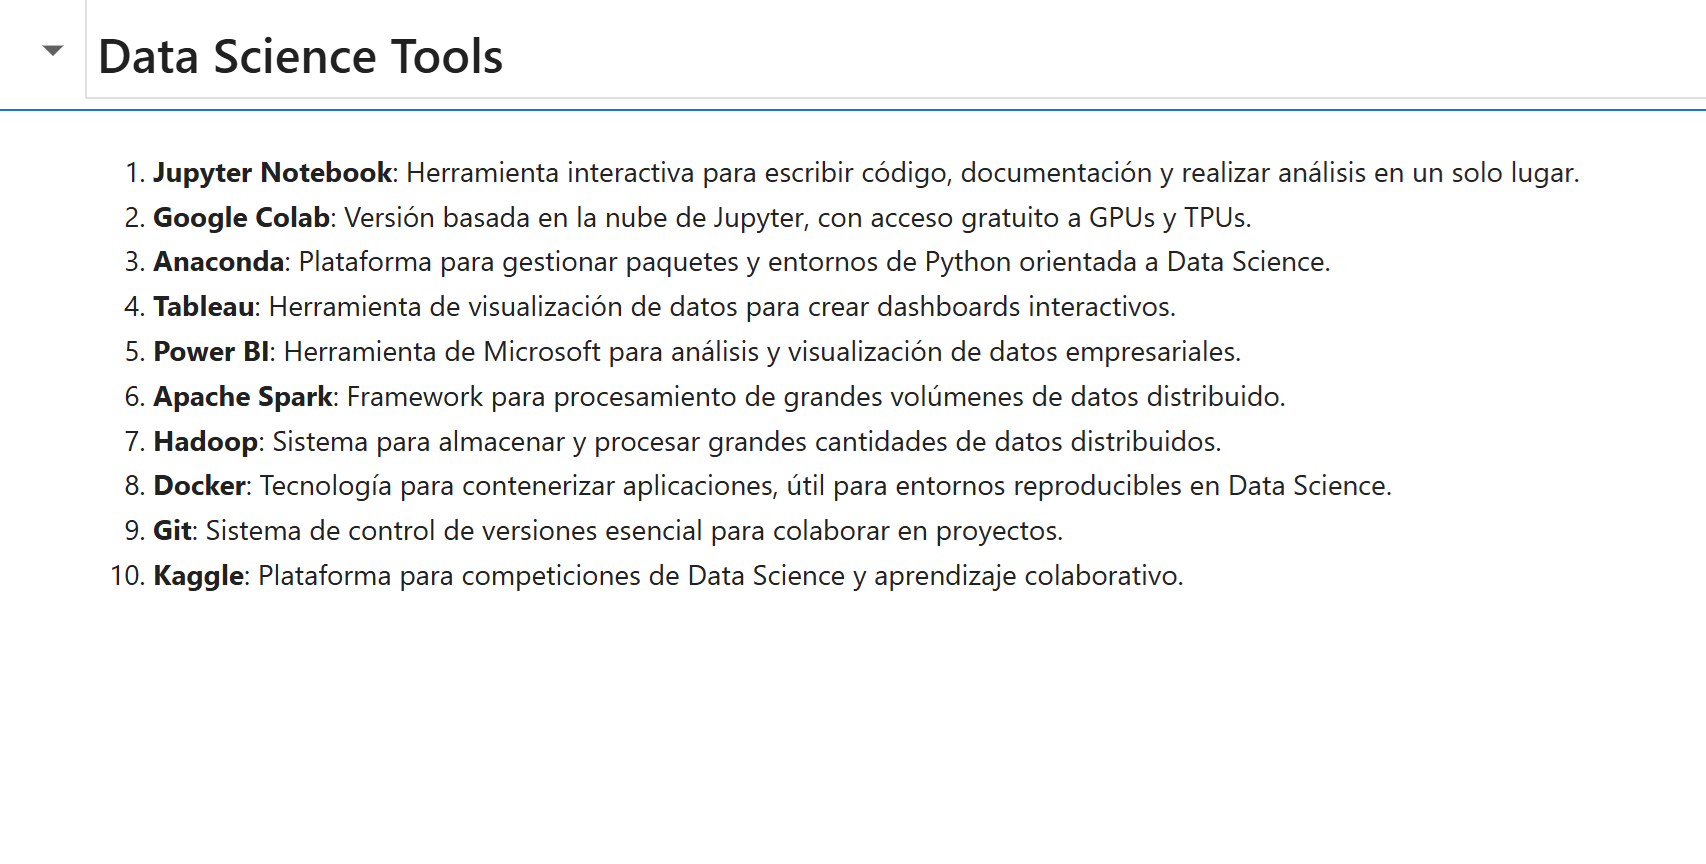 Data Science Tools
1. Jupyter Notebook: Herramienta interactiva para escribir código, documentación y realizar análisis en un solo lugar.
2. Google Colab: Versión basada en la nube de Jupyter, con acceso gratuito a GPUs y TPUs.
3. Anaconda: Plataforma para gestionar paquetes y entornos de Python orientada a Data Science.
4. Tableau: Herramienta de visualización de datos para crear dashboards interactivos.
5. Power BI: Herramienta de Microsoft para análisis y visualización de datos empresariales.
6. Apache Spark: Framework para procesamiento de grandes volúmenes de datos distribuido.
7. Hadoop: Sistema para almacenar y procesar grandes cantidades de datos distribuidos.
8. Docker: Tecnología para contenerizar aplicaciones, útil para entornos reproducibles en Data Science.
9. Git: Sistema de control de versiones esencial para colaborar en proyectos.
10. Kaggle: Plataforma para competiciones de Data Science y aprendizaje colaborativo.